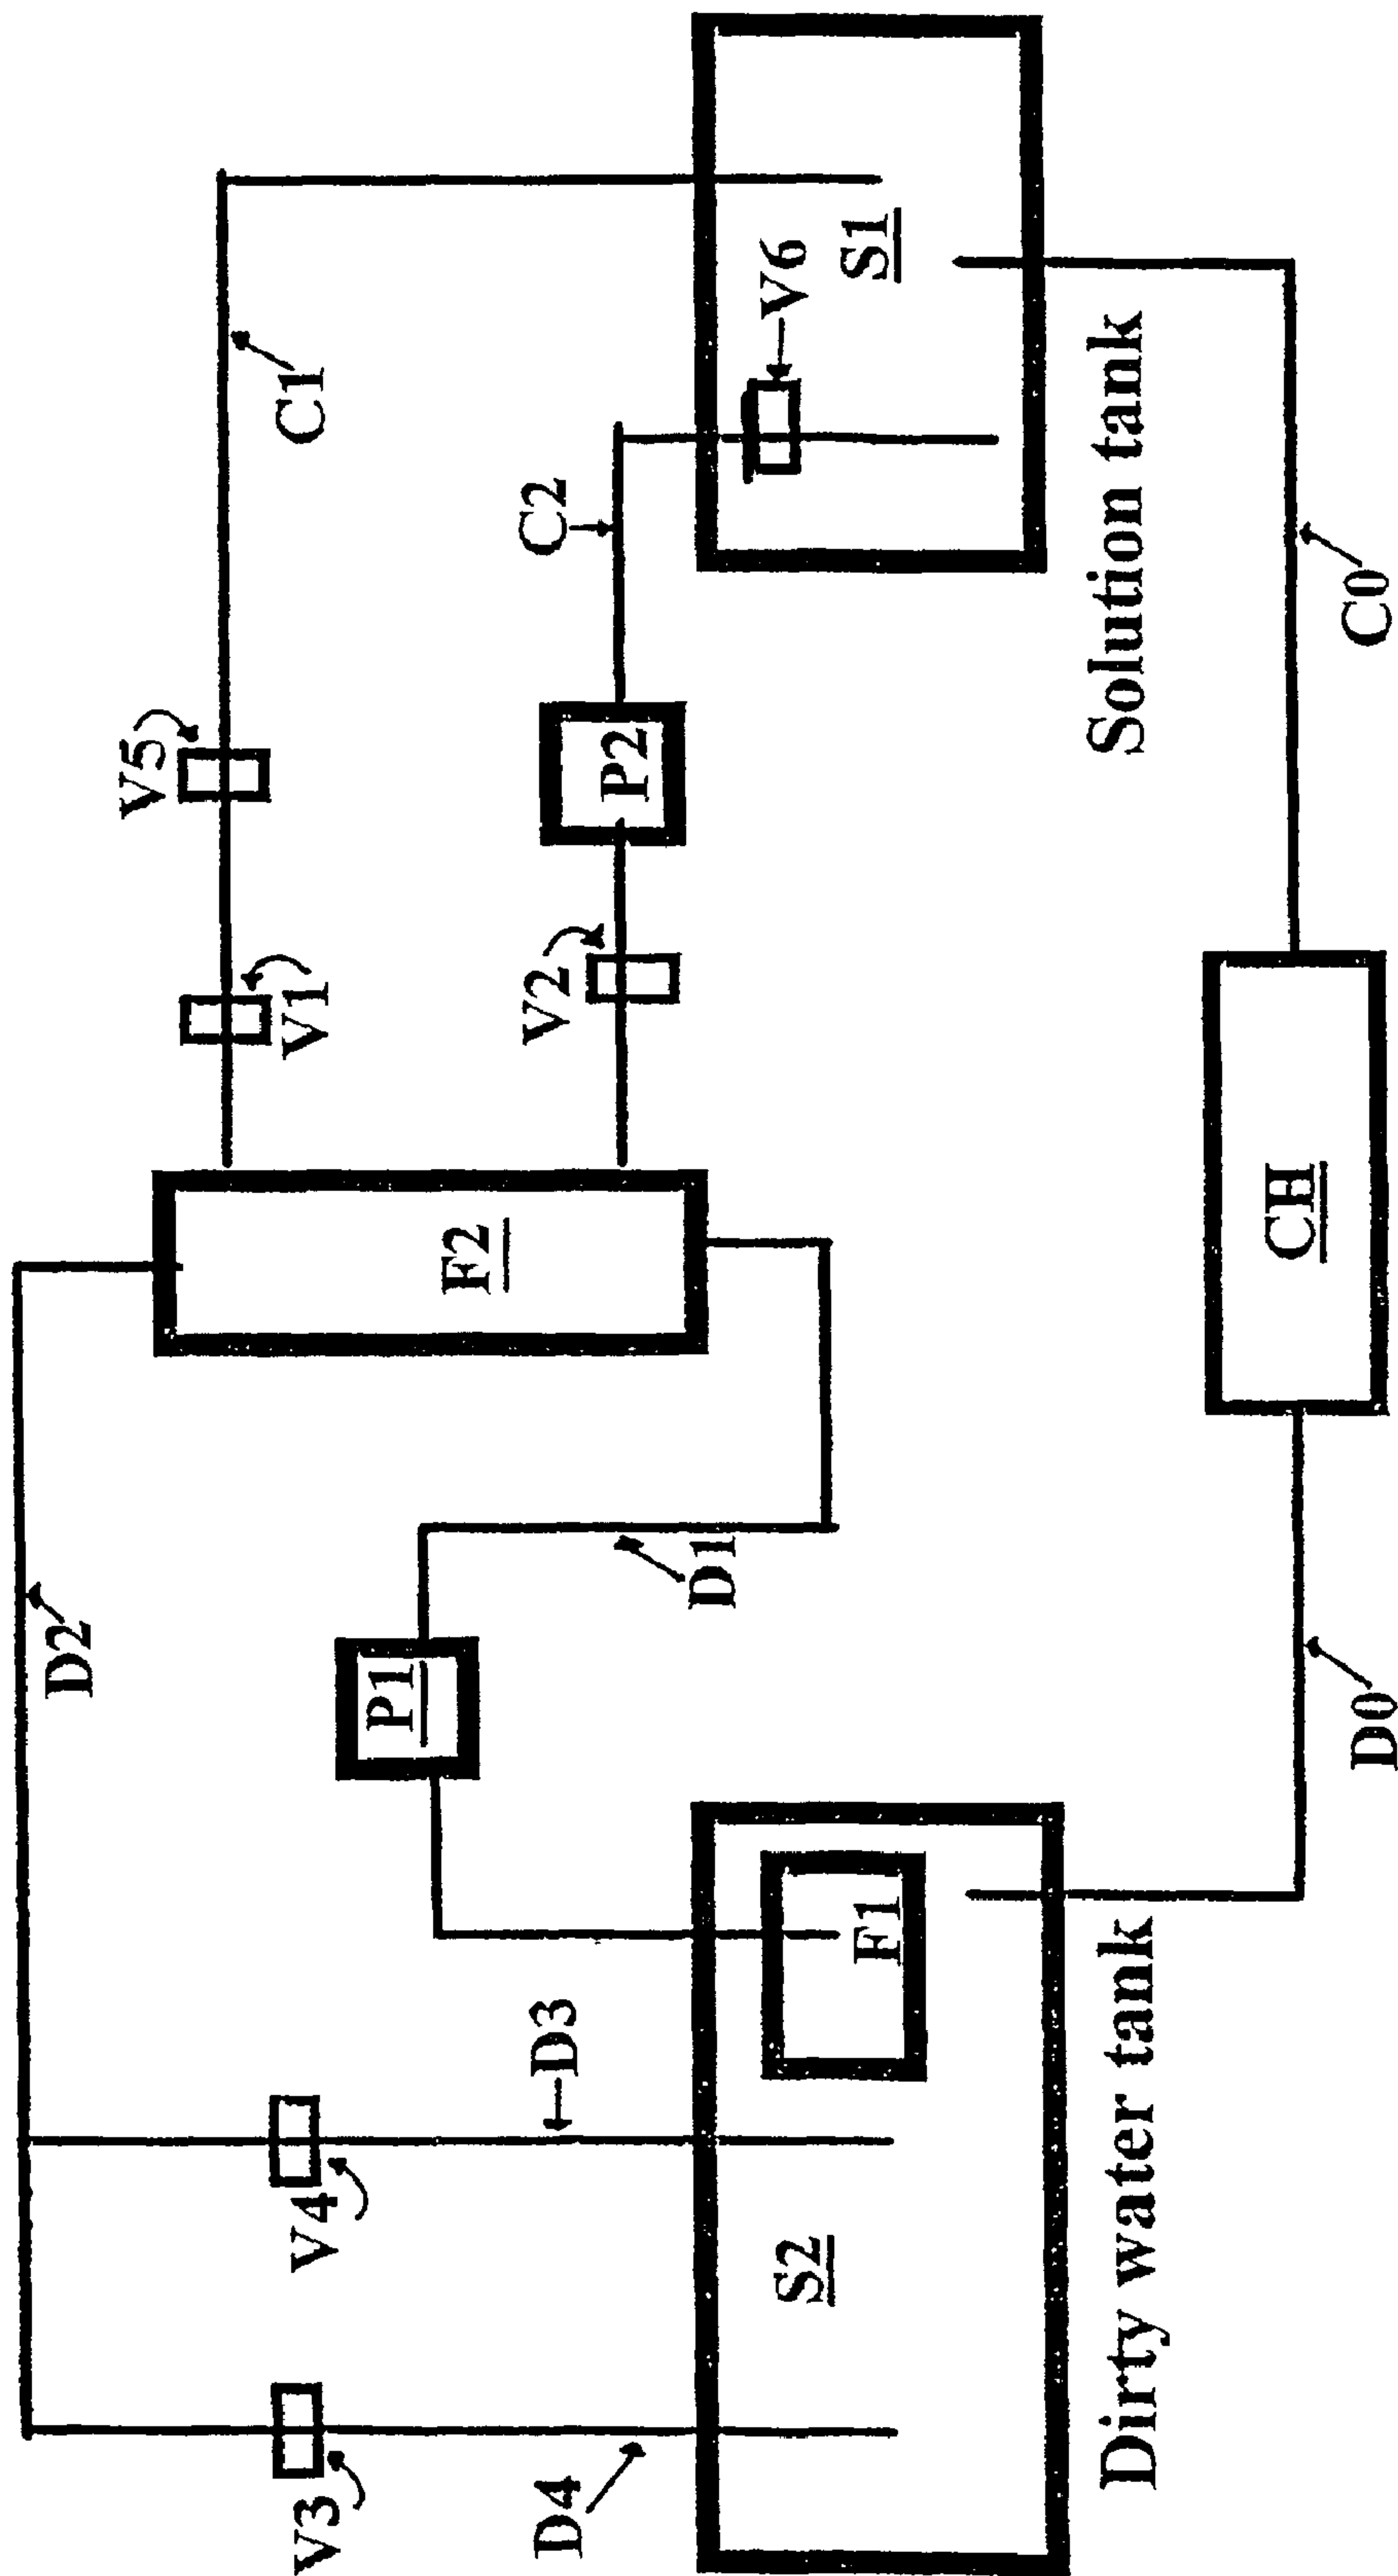 D2
V5
V1
C1
V3
V4
P1
F2
V2
P2
C2
D4
D3
D1
V6
S2
F1
S1
Dirty water tank
Solution tank
D0
CH
C0